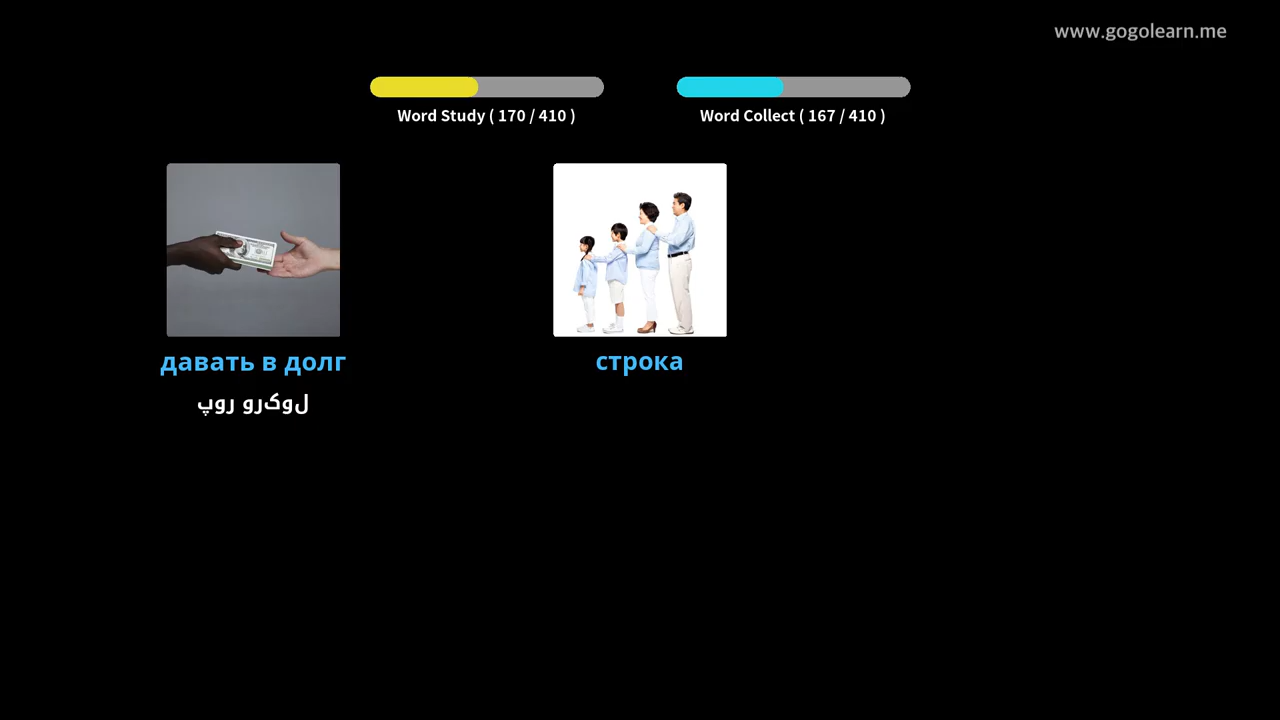 www.gogolearn.me
Word Study ( 170 / 410 )
Word Collect ( 167 / 410 )
давать в долг
строка
لوکرو روپ